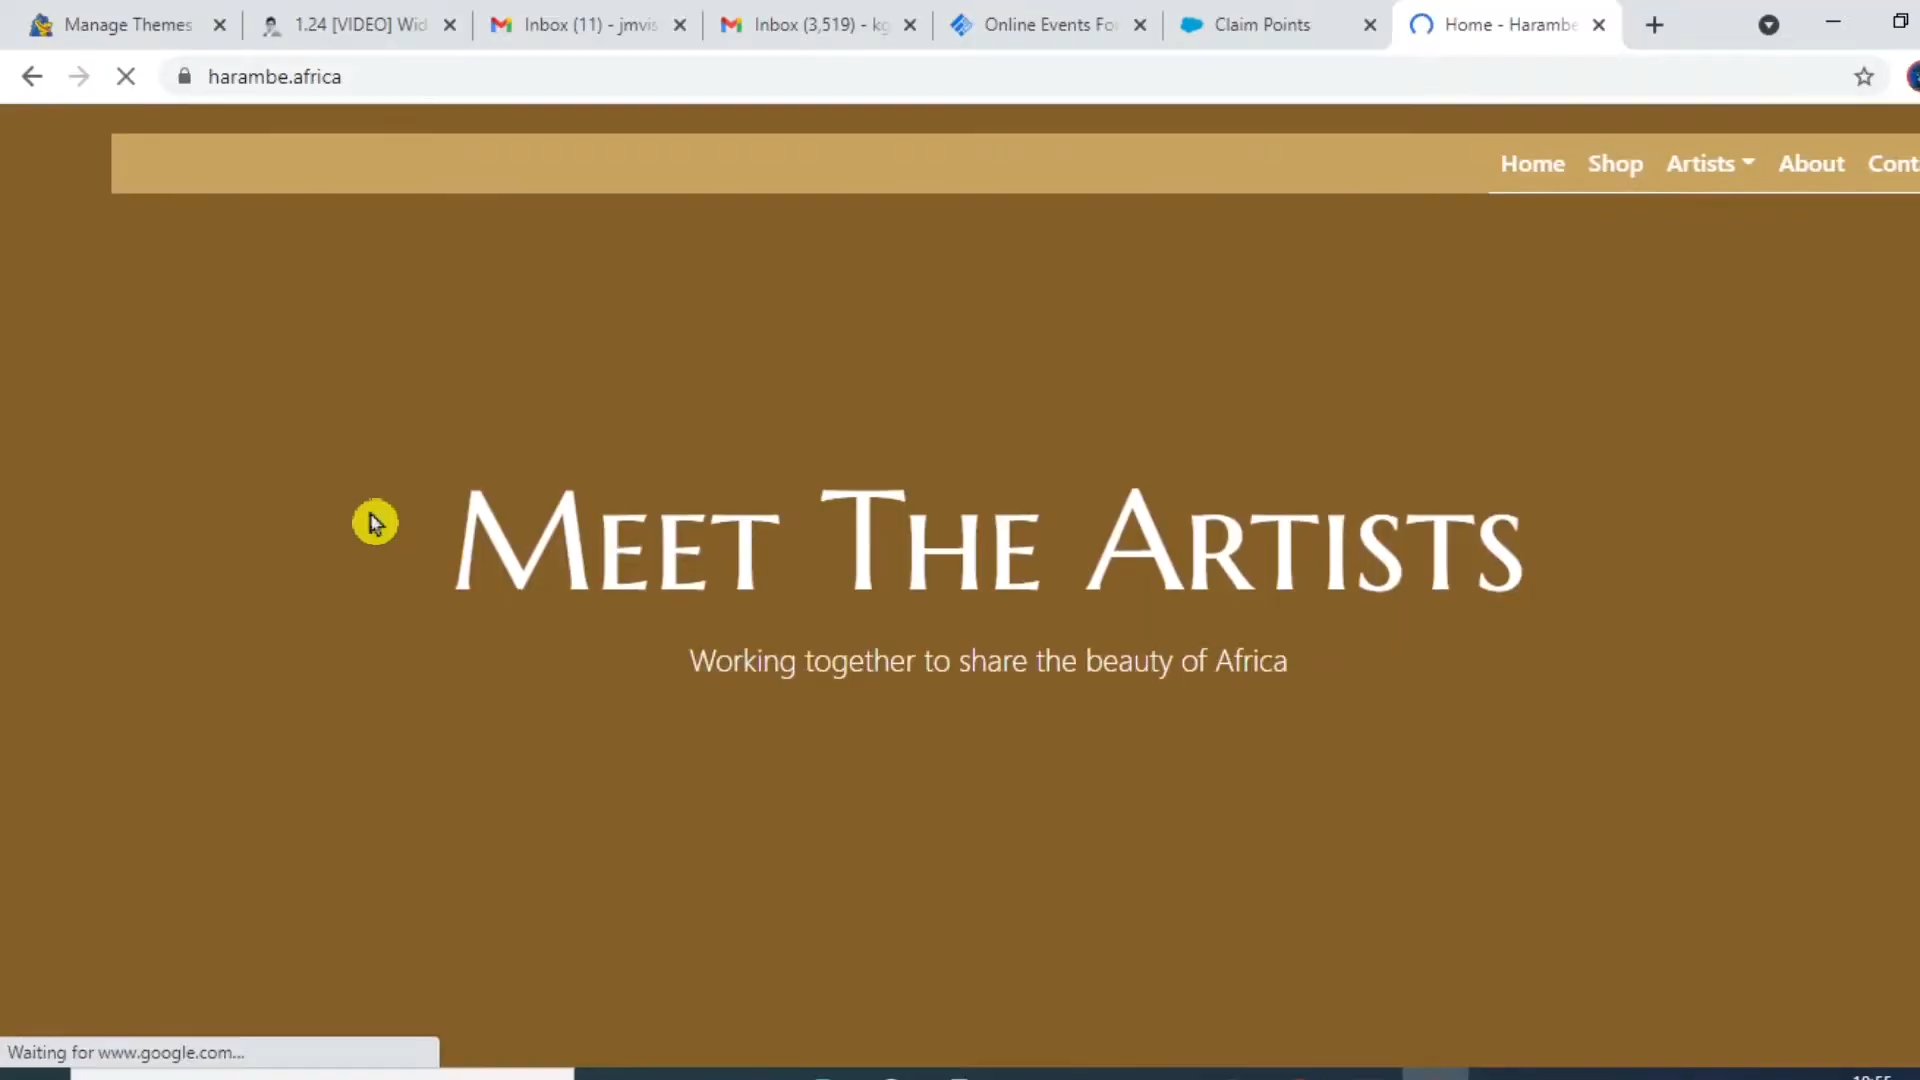 Manage Themes
1.24 [VIDEO] Wid
Inbox (11) - jmvis
Inbox (3,519) - kg
Online Events Fo
Claim Points
Home - Harambe
harambe.africa
Home Shop Artists About Cont
Meet The Artists
Working together to share the beauty of Africa
Waiting for www.google.com...